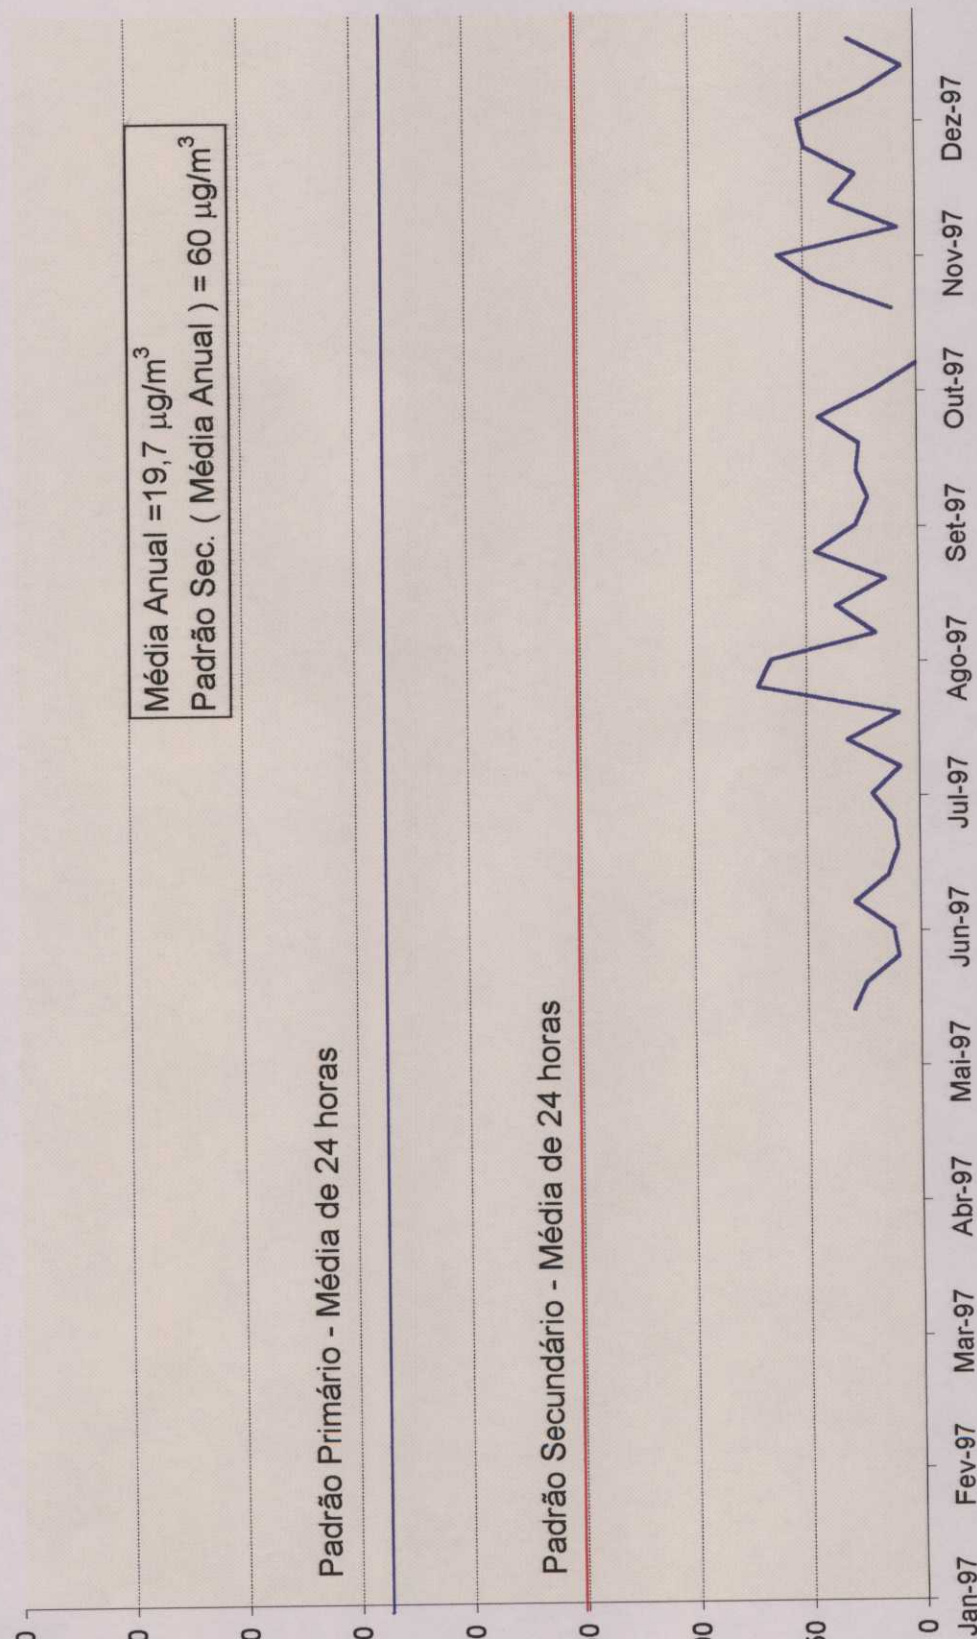 Média Anual =19,7 µg/m³
Padrão Sec. ( Média Anual ) = 60 µg/m³
Padrão Primário - Média de 24 horas
Padrão Secundário - Média de 24 horas
0
Jan-97 Fev-97 Mar-97 Abr-97 Mai-97 Jun-97 Jul-97 Ago-97 Set-97 Out-97 Nov-97 Dez-97